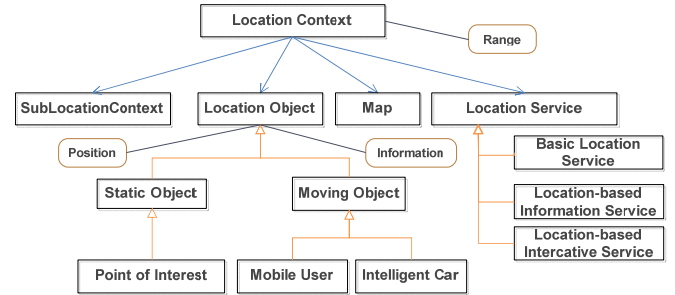 Location Context
Range
SubLocationContext
Location Object
Map
Location Service
Position
Information
Basic Location
Service
Static Object
Moving Object
Location-based
Information Service
Location-based
Intercative Service
Point of Interest
Mobile User
Intelligent Car